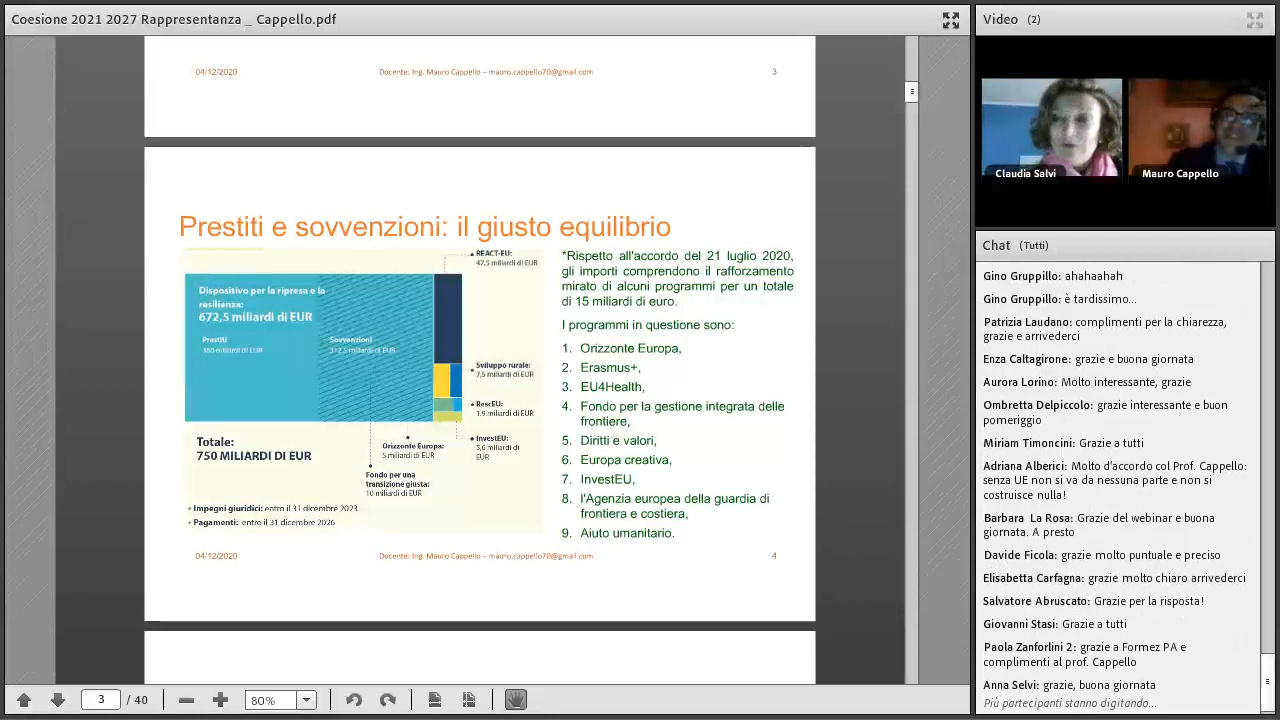 Coesione 2021 2027 Rappresentanza _ Cappello.pdf
04/12/2020
Docente: Ing. Mauro Cappello – mauro.cappello70@gmail.com
3
Prestiti e sovvenzioni: il giusto equilibrio
REACT-EU:
47,5 miliardi di EUR
Dispositivo per la ripresa e la
resilienza:
672,5 miliardi di EUR
Prestiti
360 miliardi di EUR
Sovvenzioni
312,5 miliardi di EUR
Sviluppo rurale:
7,5 miliardi di EUR
RescEU:
1.9 miliardi di EUR
InvestEU:
5,6 miliardi di
EUR
Orizzonte Europa:
5 miliardi di EUR
Totale:
750 MILIARDI DI EUR
Fondo per una
transizione giusta:
10 miliardi di EUR
• Impegni giuridici: entro il 31 dicembre 2023
• Pagamenti: entro il 31 dicembre 2026
*Rispetto all'accordo del 21 luglio 2020,
gli importi comprendono il rafforzamento
mirato di alcuni programmi per un totale
di 15 miliardi di euro.
I programmi in questione sono:
1. Orizzonte Europa,
2. Erasmus+,
3. EU4Health,
4. Fondo per la gestione integrata delle
frontiere,
5. Diritti e valori,
6. Europa creativa,
7. InvestEU,
8. l'Agenzia europea della guardia di
frontiera e costiera,
9. Aiuto umanitario.
04/12/2020
Docente: Ing. Mauro Cappello – mauro.cappello70@gmail.com
4
3 / 40
80%
Video (2)
Claudia Salvi
Mauro Cappello
Chat (Tutti)
Gino Gruppillo: ahahaahah
Gino Gruppillo: è tardissimo...
Patrizia Laudano: complimenti per la chiarezza,
grazie e arrivederci
Enza Caltagirone: grazie e buona giornata
Aurora Lorino: Molto interessante, grazie
Ombretta Delpiccolo: grazie interessante e buon
pomeriggio
Miriam Timoncini: Grazie a tutti
Adriana Alberici: Molto d'accordo col Prof. Cappello:
senza UE non si va da nessuna parte e non si
costruisce nulla!
Barbara La Rosa: Grazie del webinar e buona
giornata. A presto
Davide Ficola: grazie molto puntuale e preciso
Elisabetta Carfagna: grazie molto chiaro arrivederci
Salvatore Abruscato: Grazie per la risposta!
Giovanni Stasi: Grazie a tutti
Paola Zanforlini 2: grazie a Formez PA e
complimenti al prof. Cappello
Anna Selvi: grazie, buona giornata
Più partecipanti stanno digitando...